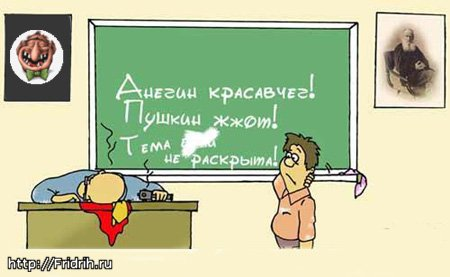 Анегин красавчег!
Пушкин жжот!
Тема
не раскрыта!
http://Fridrih.ru